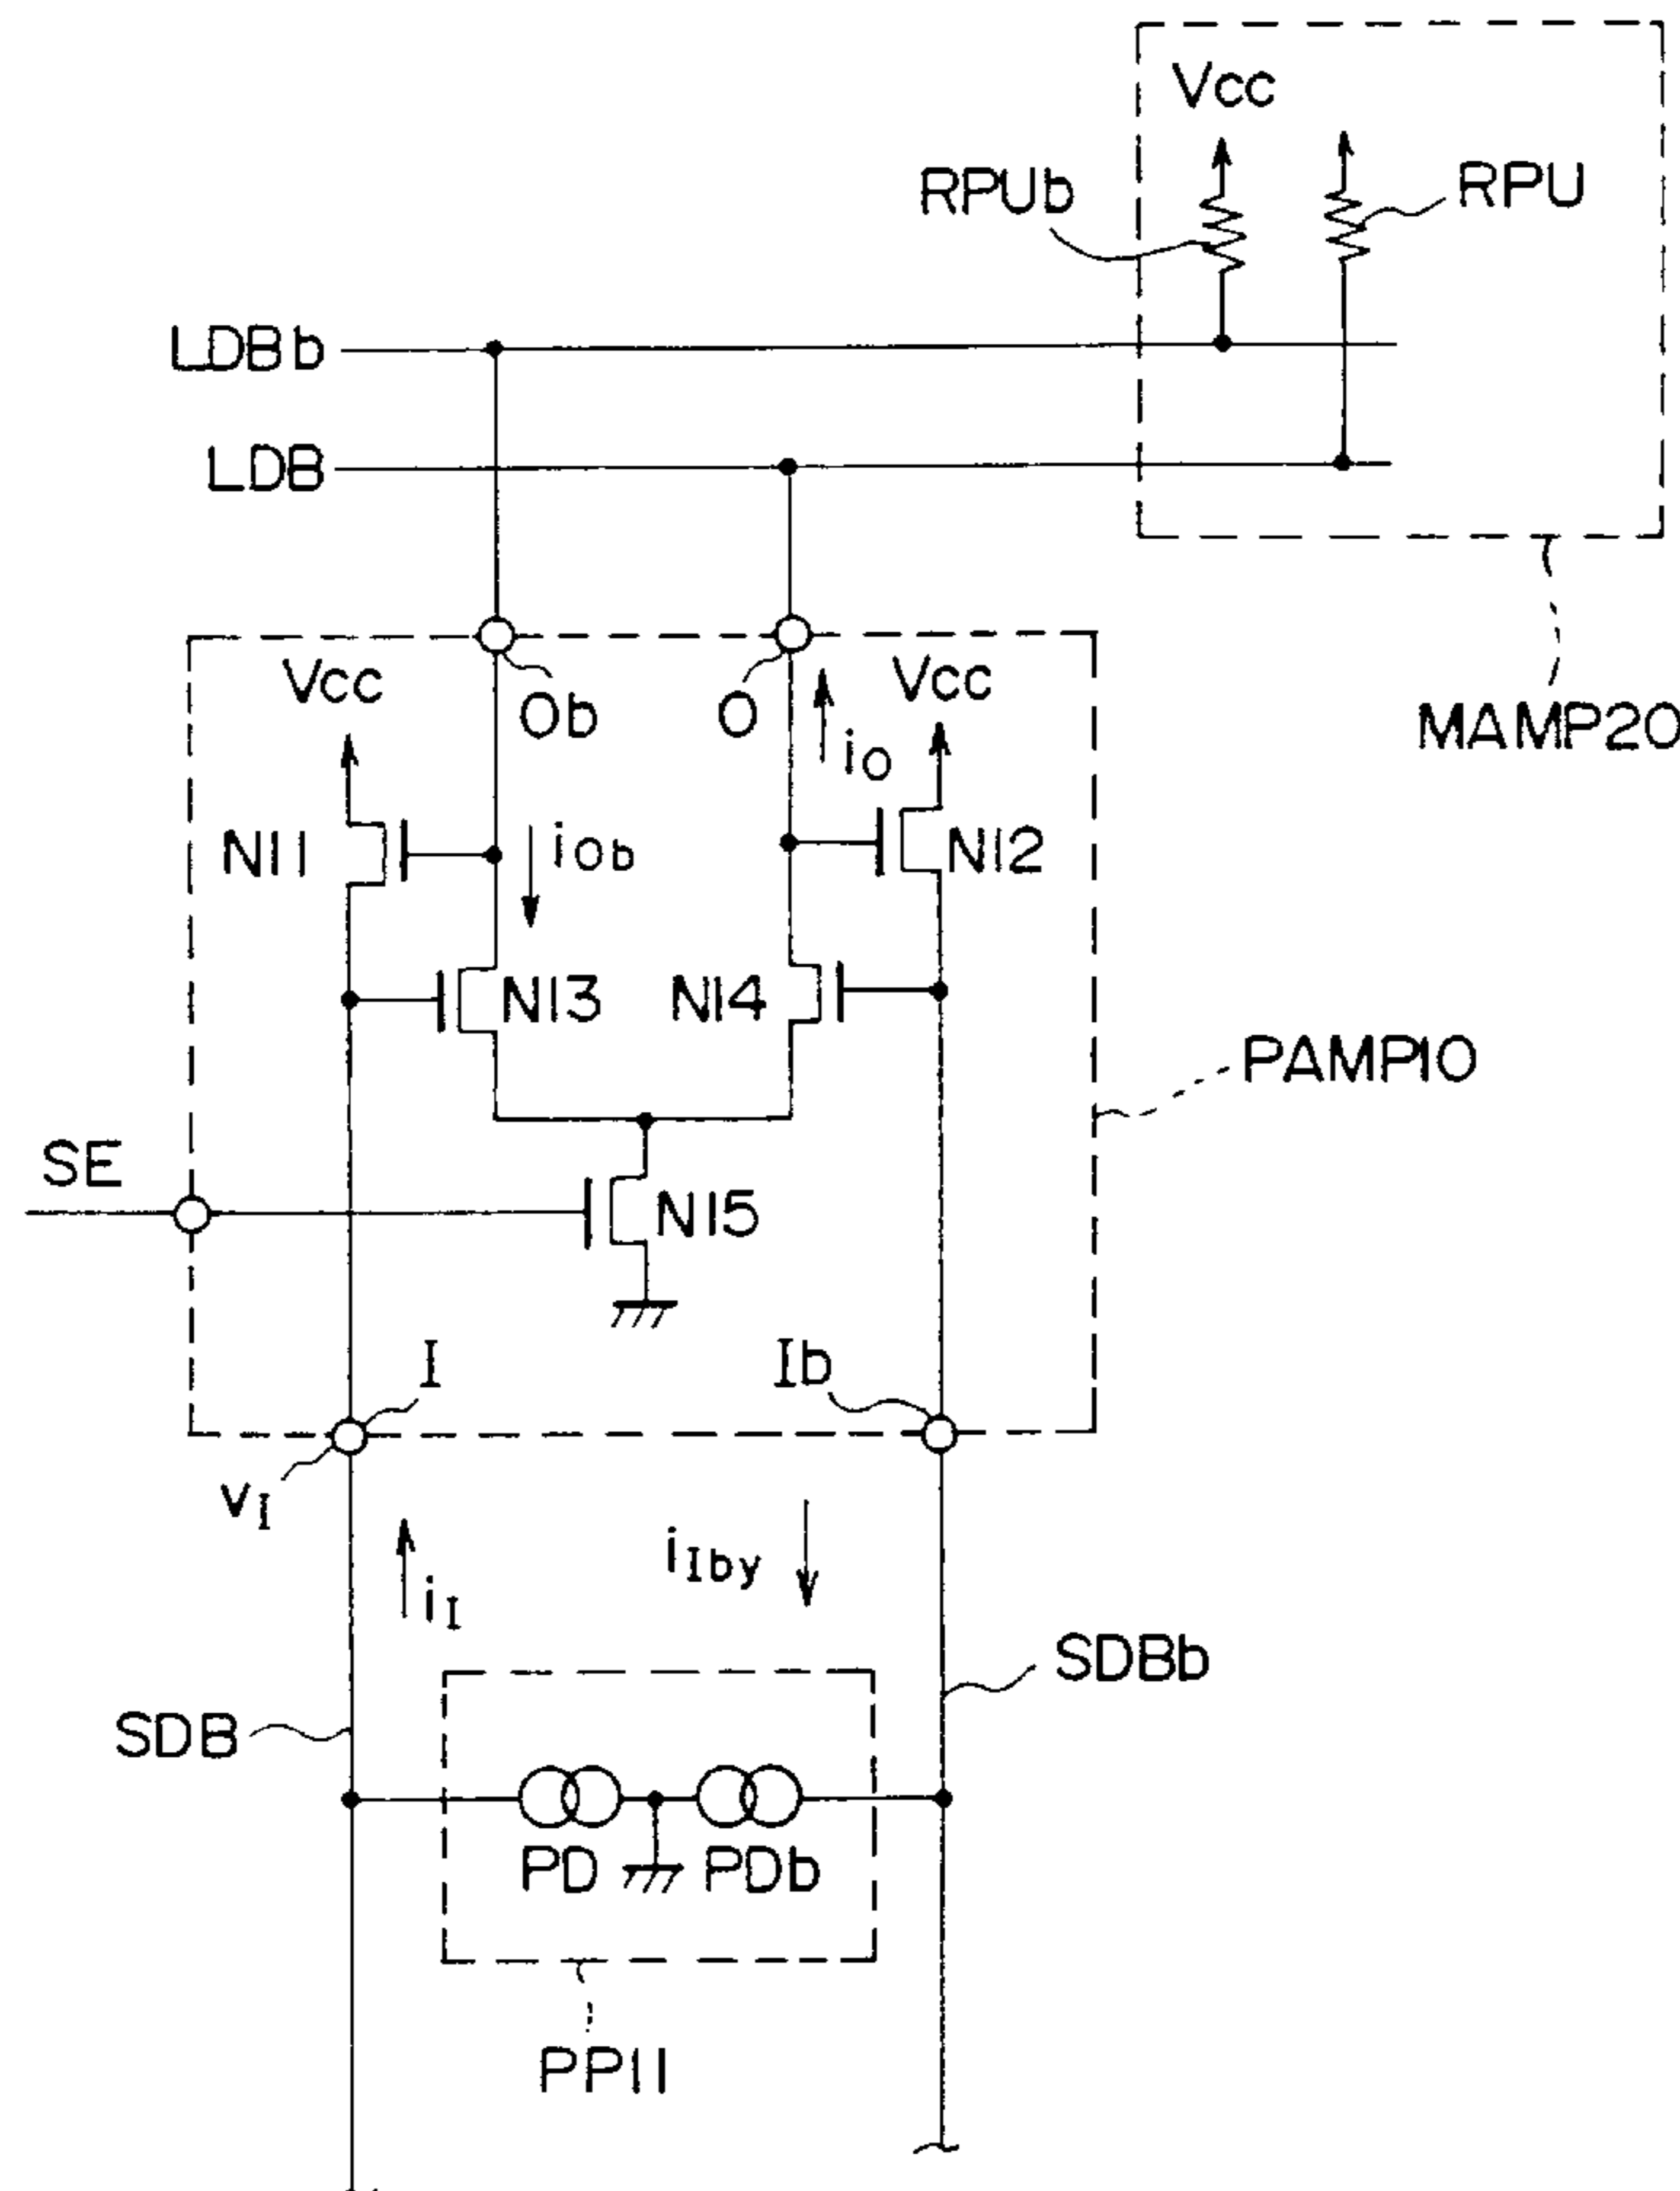 Vcc
RPUb
RPU
LDBb
LDB
Vcc
Ob
O
Vcc
MAMP20
iO
N11
iOb
N12
N13
N14
PAMP10
SE
N15
I
Ib
vI
iI
iIby
SDBb
SDB
PD
PDb
PP11